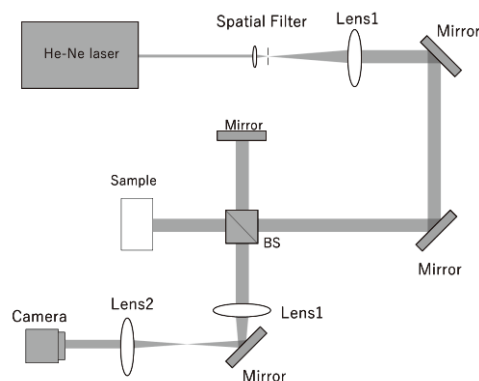 Spatial Filter
Lens1
Mirror
He-Ne laser
Mirror
Sample
BS
Mirror
Lens2
Lens1
Camera
Mirror